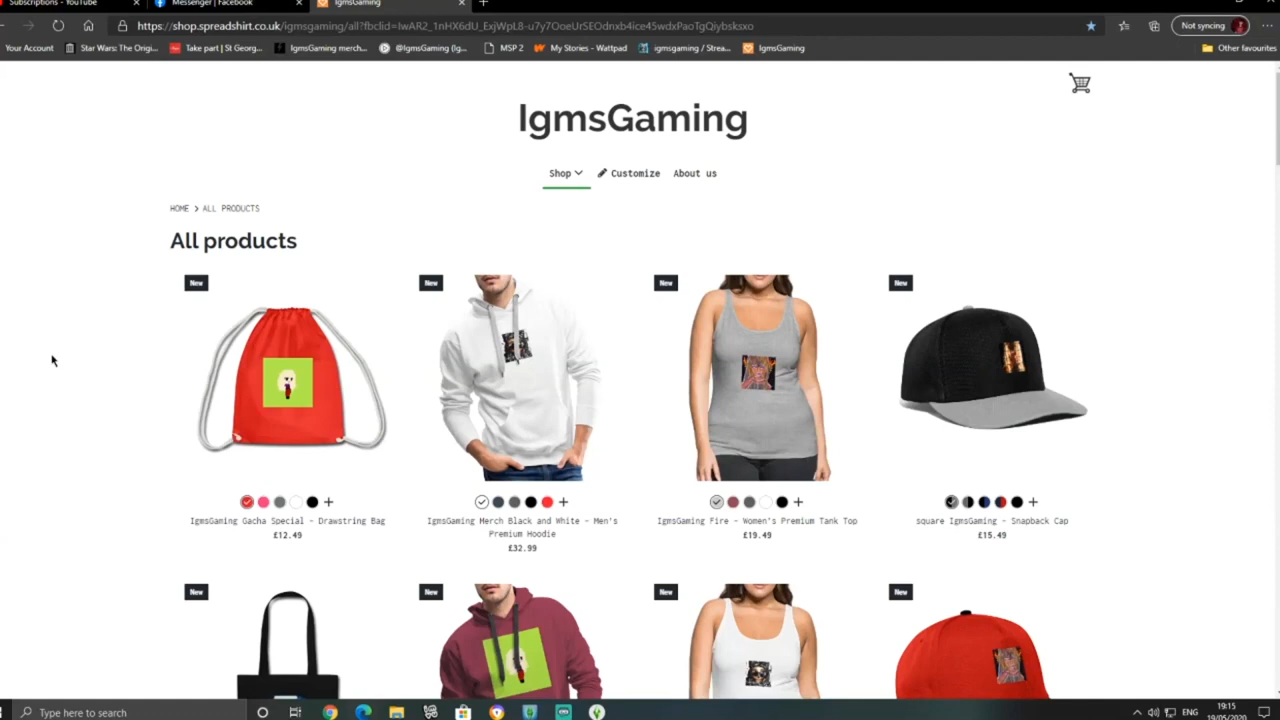 Subscriptions - YouTube
Messenger | Facebook
IgmsGaming
https://shop.spreadshirt.co.uk/igmsgaming/all?fbclid=
Not syncing
Your Account
Star Wars: The Origi...
Take part | St Georg...
IgmsGaming merch...
@IgmsGaming (Ig...
MSP 2
My Stories - Wattpad
igmsgaming / Strea...
IgmsGaming
Other favourites
IgmsGaming
Shop
Customize
About us
HOME > ALL PRODUCTS
All products
New
New
New
New
IgmsGaming Gacha Special - Drawstring Bag
£12.49
IgmsGaming Merch Black and White - Men's
Premium Hoodie
£32.99
IgmsGaming Fire - Women's Premium Tank Top
£19.49
square IgmsGaming - Snapback Cap
£15.49
New
New
New
New
Type here to search
ENG
19:15
19/05/2020